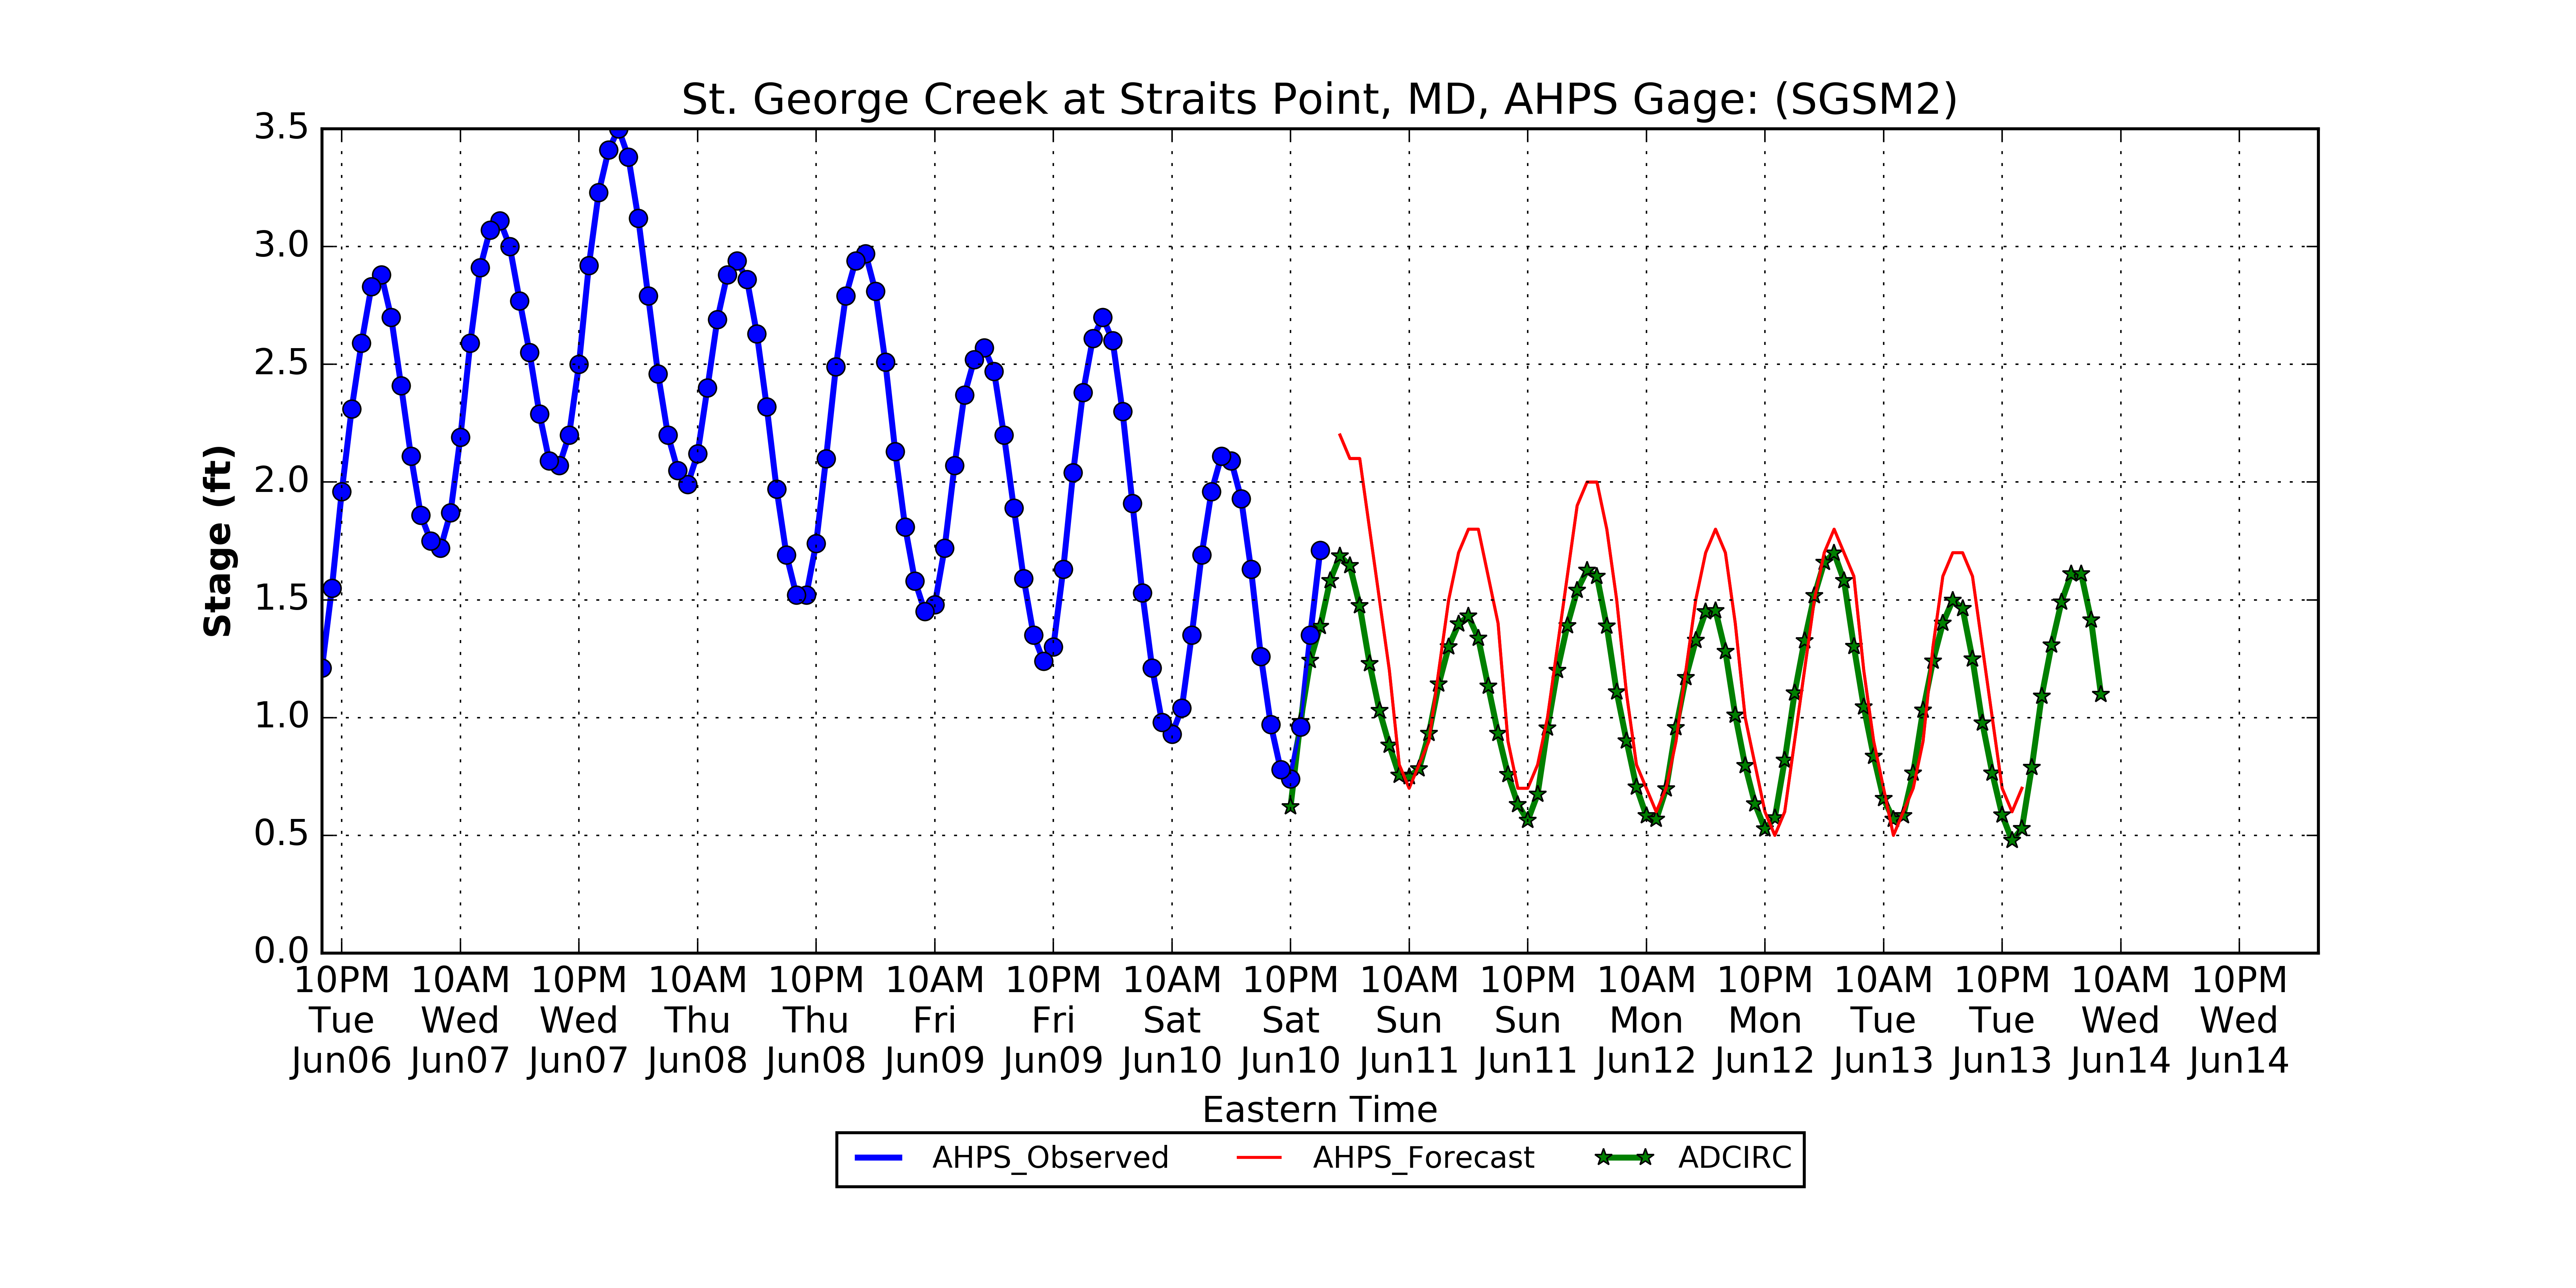 St. George Creek at Straits Point, MD, AHPS Gage: (SGSM2)
3.5
3.0
2.5
2.0
1.5
1.0
0.5
0.0
Stage (ft)
10PM 10AM 10PM 10AM 10PM 10AM 10PM 10AM 10PM 10AM 10PM 10AM 10PM 10AM 10PM 10AM 10PM
Tue Wed Wed Thu Thu Fri Fri Sat Sat Sun Sun Mon Mon Tue Tue Wed Wed
Jun06 Jun07 Jun07 Jun08 Jun08 Jun09 Jun09 Jun10 Jun10 Jun11 Jun11 Jun12 Jun12 Jun13 Jun13 Jun14 Jun14
Eastern Time
AHPS_Observed AHPS_Forecast ADCIRC